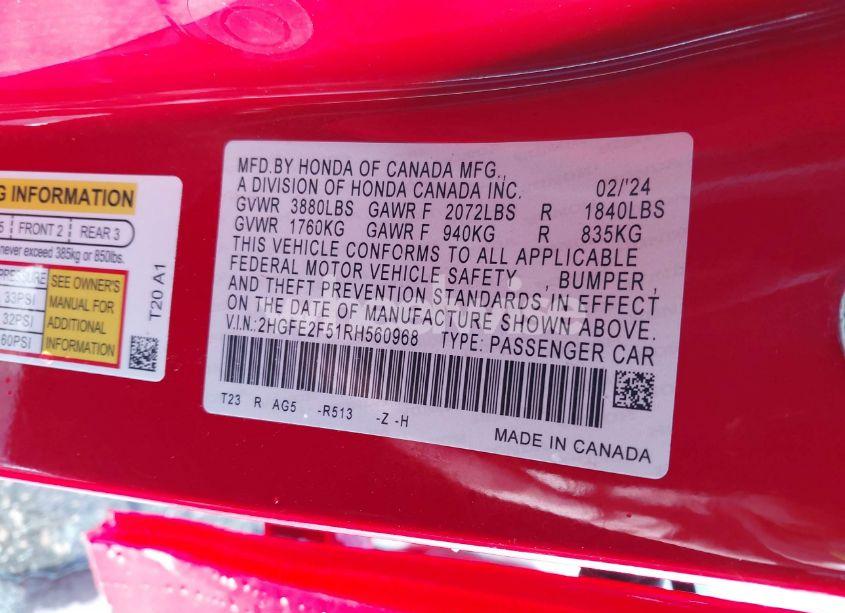 G INFORMATION
5 FRONT 2 REAR 3
never exceed 385kg or 850lbs.
PRESSURE SEE OWNER'S
33PSI MANUAL FOR
32PSI ADDITIONAL
60PSI INFORMATION
T20 A1
MFD.BY HONDA OF CANADA MFG.,
A DIVISION OF HONDA CANADA INC. 02/'24
GVWR 3880LBS GAWR F 2072LBS R 1840LBS
GVWR 1760KG GAWR F 940KG R 835KG
THIS VEHICLE CONFORMS TO ALL APPLICABLE
FEDERAL MOTOR VEHICLE SAFETY , BUMPER ,
AND THEFT PREVENTION STANDARDS IN EFFECT
ON THE DATE OF MANUFACTURE SHOWN ABOVE.
V.I.N.: 2HGFE2F51RH560968 TYPE: PASSENGER CAR
T23 R AG5 -R513 -Z -H
MADE IN CANADA